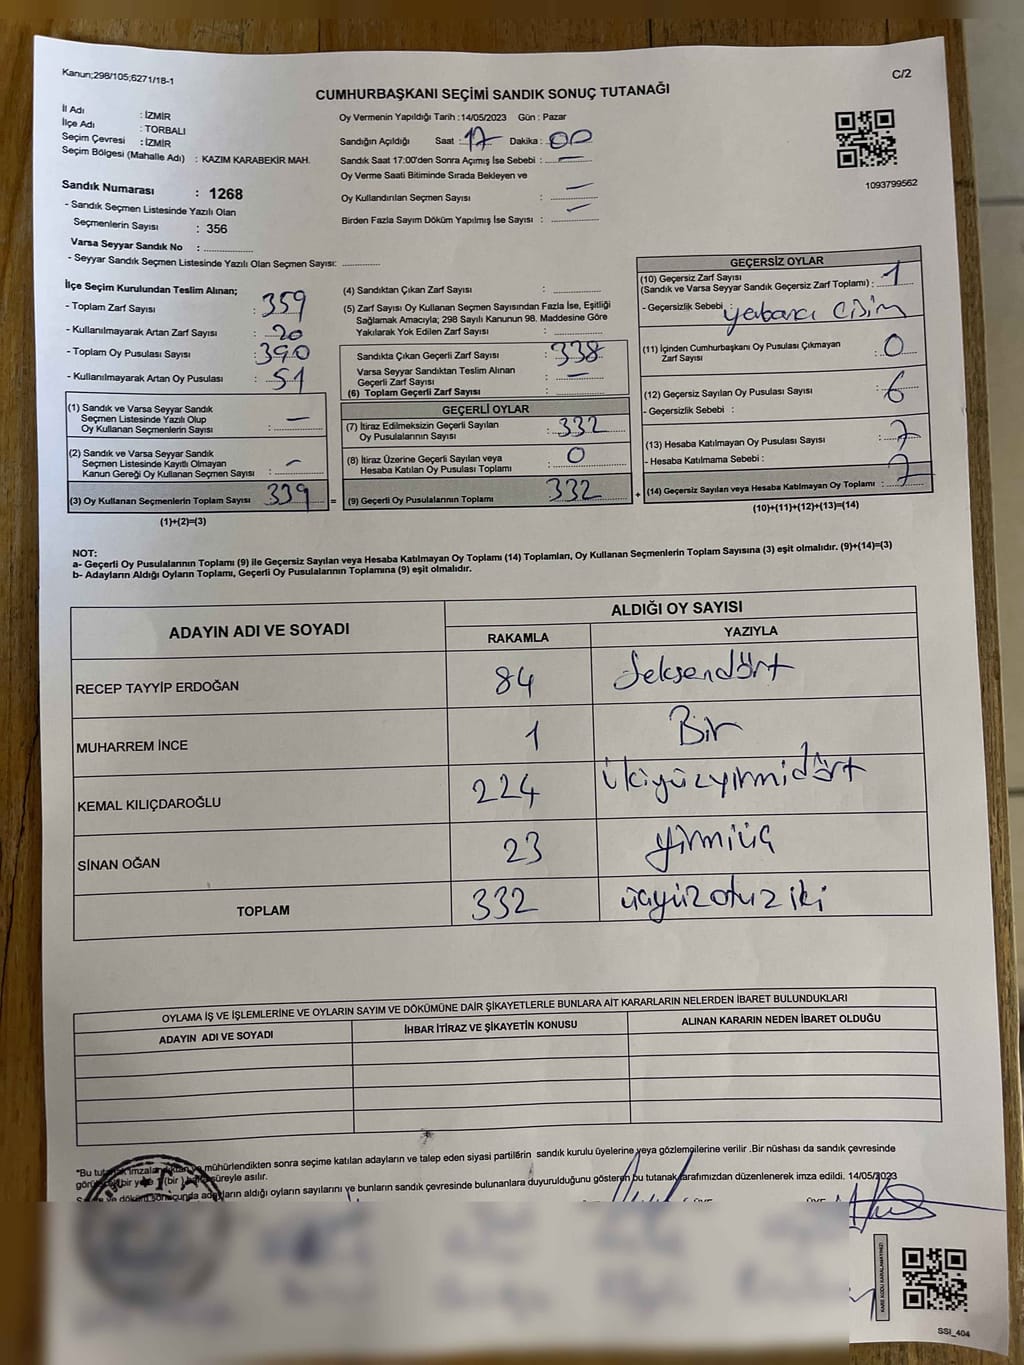 Kanun;298/105;6271/18-1
C/2
CUMHURBAŞKANI SEÇİMİ SANDIK SONUÇ TUTANAĞI
İl Adı : İZMİR
İlçe Adı : TORBALI
Seçim Çevresi : İZMİR
Seçim Bölgesi (Mahalle Adı) : KAZIM KARABEKİR MAH.
Sandık Numarası : 1268
- Sandık Seçmen Listesinde Yazılı Olan
Seçmenlerin Sayısı : 356
Varsa Seyyar Sandık No : ..............
- Seyyar Sandık Seçmen Listesinde Yazılı Olan Seçmen Sayısı: ..............
Oy Vermenin Yapıldığı Tarih :14/05/2023 Gün : Pazar
Sandığın Açıldığı Saat : 17 Dakika : 00
Sandık Saat 17:00'den Sonra Açımış İse Sebebi : —
Oy Verme Saati Bitiminde Sırada Bekleyen ve
Oy Kullandırılan Seçmen Sayısı : —
Birden Fazla Sayım Döküm Yapılmış İse Sayısı : —
1093799562
İlçe Seçim Kurulundan Teslim Alınan;
- Toplam Zarf Sayısı : 359
- Kullanılmayarak Artan Zarf Sayısı : 20
- Toplam Oy Pusulası Sayısı : 390
- Kullanılmayarak Artan Oy Pusulası : 51
(1) Sandık ve Varsa Seyyar Sandık
Seçmen Listesinde Yazılı Olup
Oy Kullanan Seçmenlerin Sayısı : —
(2) Sandık ve Varsa Seyyar Sandık
Seçmen Listesinde Kayıtlı Olmayan
Kanun Gereği Oy Kullanan Seçmen Sayısı : —
(3) Oy Kullanan Seçmenlerin Toplam Sayısı 339 =
(1)+(2)=(3)
(4) Sandıktan Çıkan Zarf Sayısı : ..............
(5) Zarf Sayısı Oy Kullanan Seçmen Sayısından Fazla İse, Eşitliği
Sağlamak Amacıyla; 298 Sayılı Kanunun 98. Maddesine Göre
Yakılarak Yok Edilen Zarf Sayısı : ..............
Sandıkta Çıkan Geçerli Zarf Sayısı : 338
Varsa Seyyar Sandıktan Teslim Alınan
Geçerli Zarf Sayısı : —
(6) Toplam Geçerli Zarf Sayısı : ..............
GEÇERLİ OYLAR
(7) İtiraz Edilmeksizin Geçerli Sayılan
Oy Pusulalarının Sayısı : 332
(8) İtiraz Üzerine Geçerli Sayılan veya
Hesaba Katılan Oy Pusulası Toplamı : 0
(9) Geçerli Oy Pusulalarının Toplamı 332 +
GEÇERSİZ OYLAR
(10) Geçersiz Zarf Sayısı
(Sandık ve Varsa Seyyar Sandık Geçersiz Zarf Toplamı) : 1
- Geçersizlik Sebebi : yabancı cisim
(11) İçinden Cumhurbaşkanı Oy Pusulası Çıkmayan
Zarf Sayısı : 0
(12) Geçersiz Sayılan Oy Pusulası Sayısı : 6
- Geçersizlik Sebebi :
(13) Hesaba Katılmayan Oy Pusulası Sayısı : 7
- Hesaba Katılmama Sebebi :
(14) Geçersiz Sayılan veya Hesaba Katılmayan Oy Toplamı : 7
(10)+(11)+(12)+(13)=(14)
NOT:
a- Geçerli Oy Pusulalarının Toplamı (9) ile Geçersiz Sayılan veya Hesaba Katılmayan Oy Toplamı (14) Toplamları, Oy Kullanan Seçmenlerin Toplam Sayısına (3) eşit olmalıdır. (9)+(14)=(3)
b- Adayların Aldığı Oyların Toplamı, Geçerli Oy Pusulalarının Toplamına (9) eşit olmalıdır.
ADAYIN ADI VE SOYADI
ALDIĞI OY SAYISI
RAKAMLA
YAZIYLA
RECEP TAYYİP ERDOĞAN 84 Seksendört
MUHARREM İNCE 1 Bir
KEMAL KILIÇDAROĞLU 224 ikiyüzyirmidört
SİNAN OĞAN 23 yirmiüç
TOPLAM 332 üçyüzotuziki
OYLAMA İŞ VE İŞLEMLERİNE VE OYLARIN SAYIM VE DÖKÜMÜNE DAİR ŞİKAYETLERLE BUNLARA AİT KARARLARIN NELERDEN İBARET BULUNDUKLARI
ADAYIN ADI VE SOYADI
İHBAR İTİRAZ VE ŞİKAYETİN KONUSU
ALINAN KARARIN NEDEN İBARET OLDUĞU
"Bu tutanak imzalandıktan ve mühürlendikten sonra seçime katılan adayların ve talep eden siyasi partilerin sandık kurulu üyelerine veya gözlemcilerine verilir .Bir nüshası da sandık çevresinde
görülecek bir yere 1 (bir) hafta süreyle asılır.
Sayım ve dökümü sonucunda adayların aldığı oyların sayılarını ve bunların sandık çevresinde bulunanlara duyurulduğunu gösteren bu tutanak tarafımızdan düzenlenerek imza edildi. 14/05/2023
KARE KODU KARALAMAYINIZ!
SSI_404